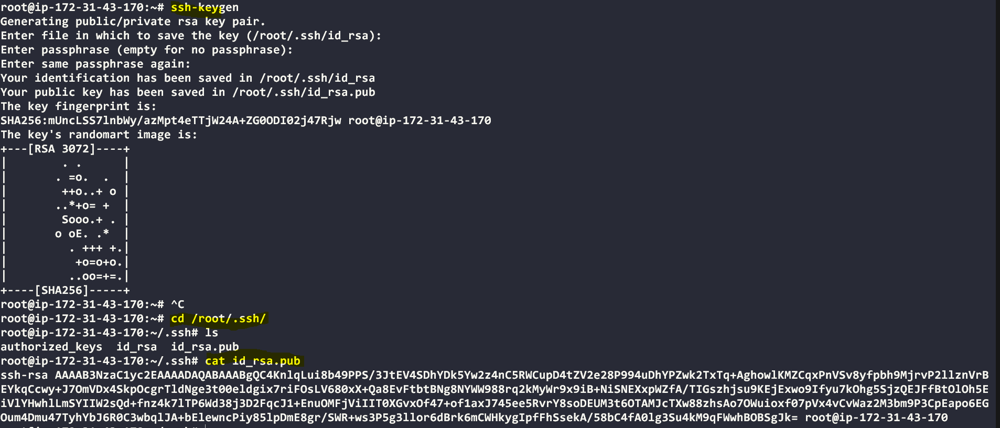 root@ip-172-31-43-170:~# ssh-keygen
Generating public/private rsa key pair.
Enter file in which to save the key (/root/.ssh/id_rsa):
Enter passphrase (empty for no passphrase):
Enter same passphrase again:
Your identification has been saved in /root/.ssh/id_rsa
Your public key has been saved in /root/.ssh/id_rsa.pub
The key fingerprint is:
SHA256:mUncLSS7lnbWy/azMpt4eTTjW24A+ZG0ODI02j47Rjw root@ip-172-31-43-170
The key's randomart image is:
+---[RSA 3072]----+
|        . .      |
|       . =o.  .  |
|        ++o..+ o |
|       ..*+o= +  |
|        Sooo.+ . |
|       o oE. .*  |
|         . +++ +.|
|          +o=o+o.|
|         ..oo=+=.|
+----[SHA256]-----+
root@ip-172-31-43-170:~# ^C
root@ip-172-31-43-170:~# cd /root/.ssh/
root@ip-172-31-43-170:~/.ssh# ls
authorized_keys  id_rsa  id_rsa.pub
root@ip-172-31-43-170:~/.ssh# cat id_rsa.pub
ssh-rsa AAAAB3NzaC1yc2EAAAADAQABAAABgQC4KnlqLui8b49PPS/3JtEV4SDhYDk5Yw2z4nC5RWCupD4tZV2e28P994uDhYPZwk2TxTq+AghowlKMZCqxPnVSv8yfpbh9MjrvP2llznVrB
EYkqCcwy+J7OmVDx4SkpOcgrTldNge3t00eldgix7riFOsLV680xX+Qa8EvFtbtBNg8NYWW988rq2kMyWr9x9iB+NiSNEXxpWZfA/TIGszhjsu9KEjExwo9Ifyu7kOhg5SjzQEJFfBtOlOh5E
iVlYHwhlLmSYIIW2sQd+fnz4k7lTP6Wd38j3D2FqcJ1+EnuOMFjViIIT0XGvxOf47+of1axJ745ee5RvrY8soDEUM3t6OTAMJcTXw88zhsAo7OWuioxf07pVx4vCvWaz2M3bm9P3CpEapo6EG
Oum4Dmu47TyhYbJ6R0C3wbqlJA+bElewncPiy85lpDmE8gr/SWR+ws3P5g3llor6dBrk6mCWHkygIpfFhSsekA/58bC4fA0lg3Su4kM9qFWwhBOBSgJk= root@ip-172-31-43-170